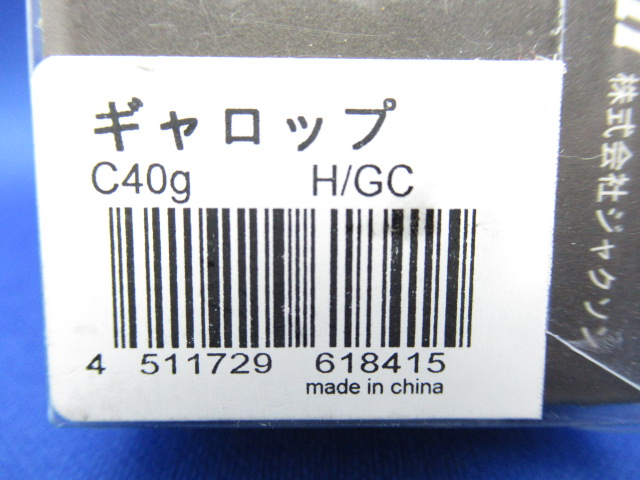 ギャロップ
C40g H/GC
4 511729 618415
made in china
株式会社ジャクソン